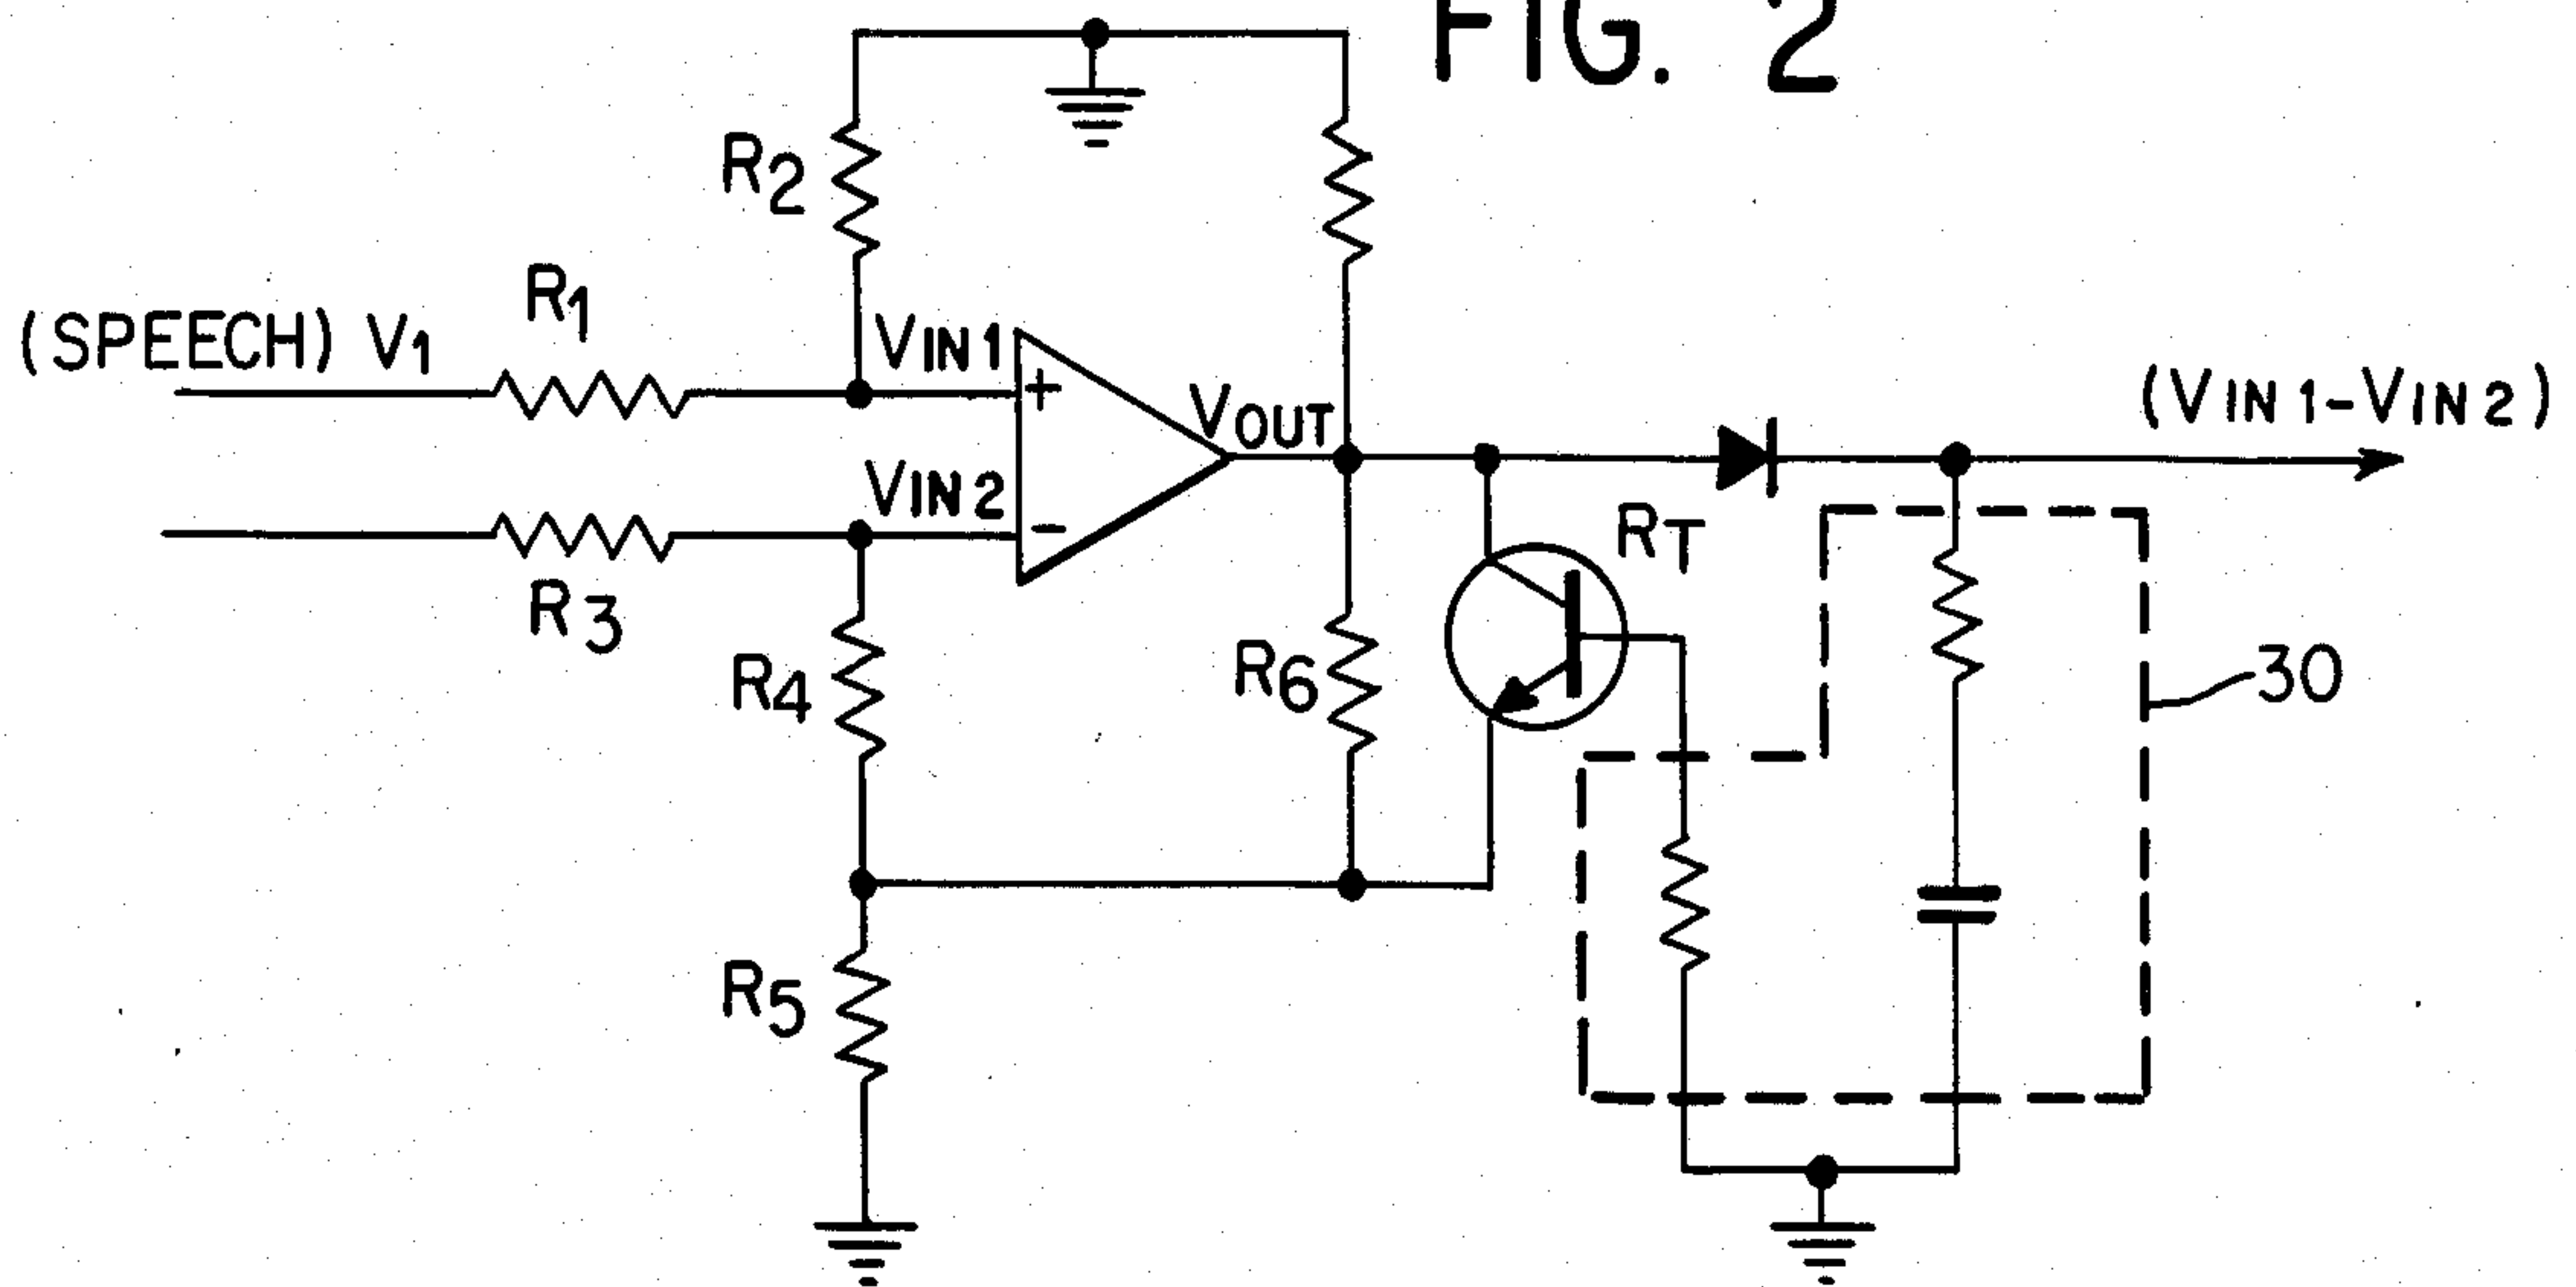 FIG. 2
R2
R1
(SPEECH) V1
VIN1
+
VOUT
(VIN1-VIN2)
VIN2
-
RT
R3
R4
R6
30
R5